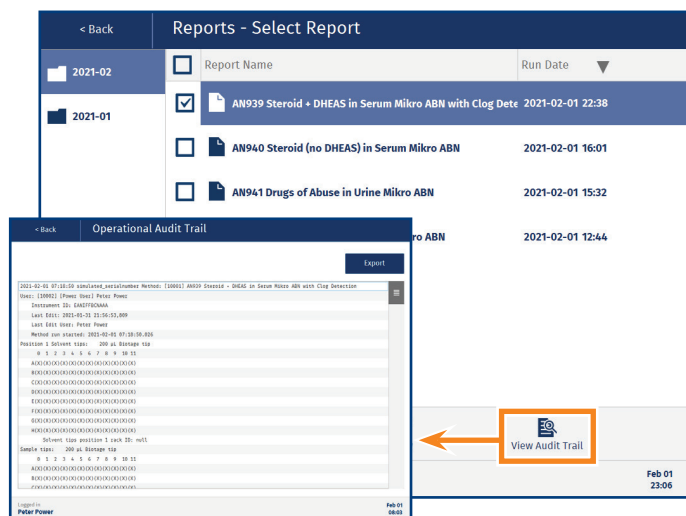 < Back
Reports - Select Report
2021-02
2021-01
Report Name
Run Date
AN939 Steroid + DHEAS in Serum Mikro ABN with Clog Dete 2021-02-01 22:38
AN940 Steroid (no DHEAS) in Serum Mikro ABN 2021-02-01 16:01
AN941 Drugs of Abuse in Urine Mikro ABN 2021-02-01 15:32
ro ABN 2021-02-01 12:44
View Audit Trail
Feb 01
23:06
< Back
Operational Audit Trail
Export
2021-02-01 07:18:50 simulated_serialnumber Method: [10001] AN939 Steroid + DHEAS in Serum Mikro ABN with Clog Detection
User: [10002] [Power User] Peter Power
Instrument ID:
Last Edit: 2021-01-31 21:56:53,809
Last Edit User: Peter Power
Method run started: 2021-02-01 07:18:50.026
Position 1 Solvent tips: 200 µL Biotage tip
0 1 2 3 4 5 6 7 8 9 10 11
A(X)(X)(X)(X)(X)(X)(X)(X)(X)(X)(X)(X)
B(X)(X)(X)(X)(X)(X)(X)(X)(X)(X)(X)(X)
C(X)(X)(X)(X)(X)(X)(X)(X)(X)(X)(X)(X)
D(X)(X)(X)(X)(X)(X)(X)(X)(X)(X)(X)(X)
E(X)(X)(X)(X)(X)(X)(X)(X)(X)(X)(X)(X)
F(X)(X)(X)(X)(X)(X)(X)(X)(X)(X)(X)(X)
G(X)(X)(X)(X)(X)(X)(X)(X)(X)(X)(X)(X)
H(X)(X)(X)(X)(X)(X)(X)(X)(X)(X)(X)(X)
Solvent tips position 1 rack ID: null
Sample tips: 200 µL Biotage tip
0 1 2 3 4 5 6 7 8 9 10 11
A(X)(X)(X)(X)(X)(X)(X)(X)(X)(X)(X)(X)
B(X)(X)(X)(X)(X)(X)(X)(X)(X)(X)(X)(X)
C(X)(X)(X)(X)(X)(X)(X)(X)(X)(X)(X)(X)
Logged in
Peter Power
Feb 01
08:03